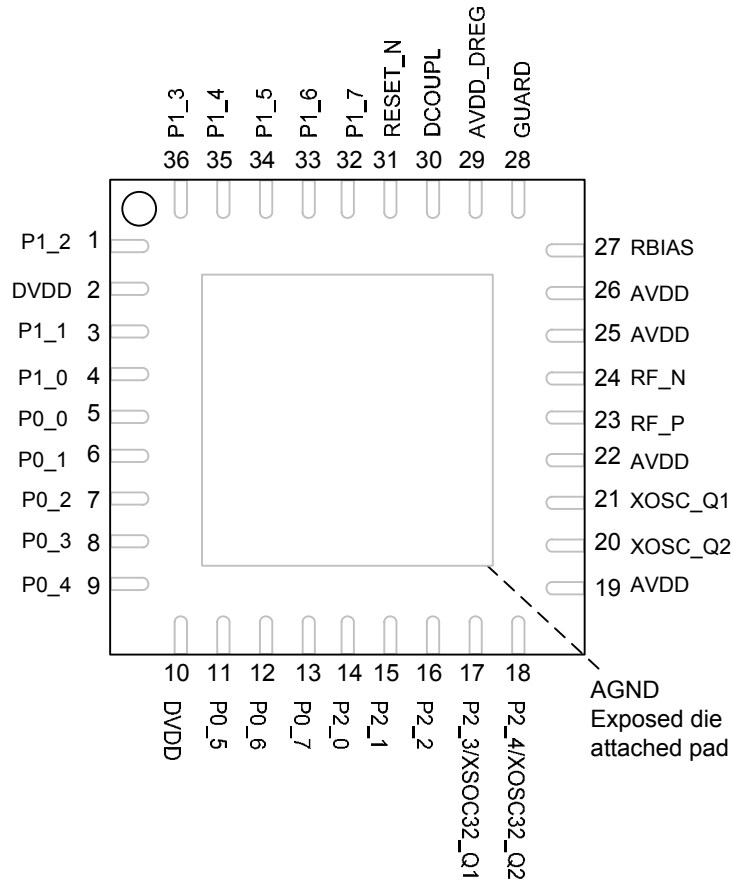 P1_3
P1_4
P1_5
P1_6
P1_7
RESET_N
DCOUPL
AVDD_DREG
GUARD
36 35 34 33 32 31 30 29 28
P1_2 1
DVDD 2
P1_1 3
P1_0 4
P0_0 5
P0_1 6
P0_2 7
P0_3 8
P0_4 9
27 RBIAS
26 AVDD
25 AVDD
24 RF_N
23 RF_P
22 AVDD
21 XOSC_Q1
20 XOSC_Q2
19 AVDD
10 11 12 13 14 15 16 17 18
DVDD
P0_5
P0_6
P0_7
P2_0
P2_1
P2_2
P2_3/XSOC32_Q1
P2_4/XOSC32_Q2
AGND
Exposed die
attached pad